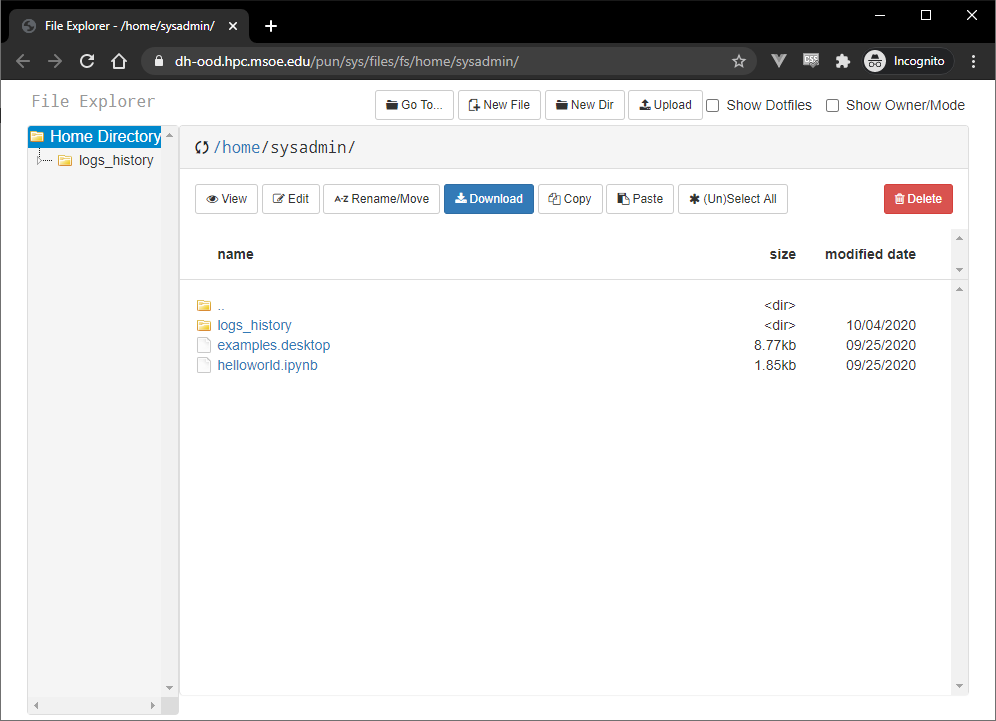 File Explorer - /home/sysadmin/
dh-ood.hpc.msoe.edu/pun/sys/files/fs/home/sysadmin/ CSP Incognito
File Explorer Go To... New File New Dir Upload Show Dotfiles Show Owner/Mode
Home Directory
logs_history
/home/sysadmin/
View Edit A-Z Rename/Move Download Copy Paste (Un)Select All Delete
name size modified date
.. <dir>
logs_history <dir> 10/04/2020
examples.desktop 8.77kb 09/25/2020
helloworld.ipynb 1.85kb 09/25/2020